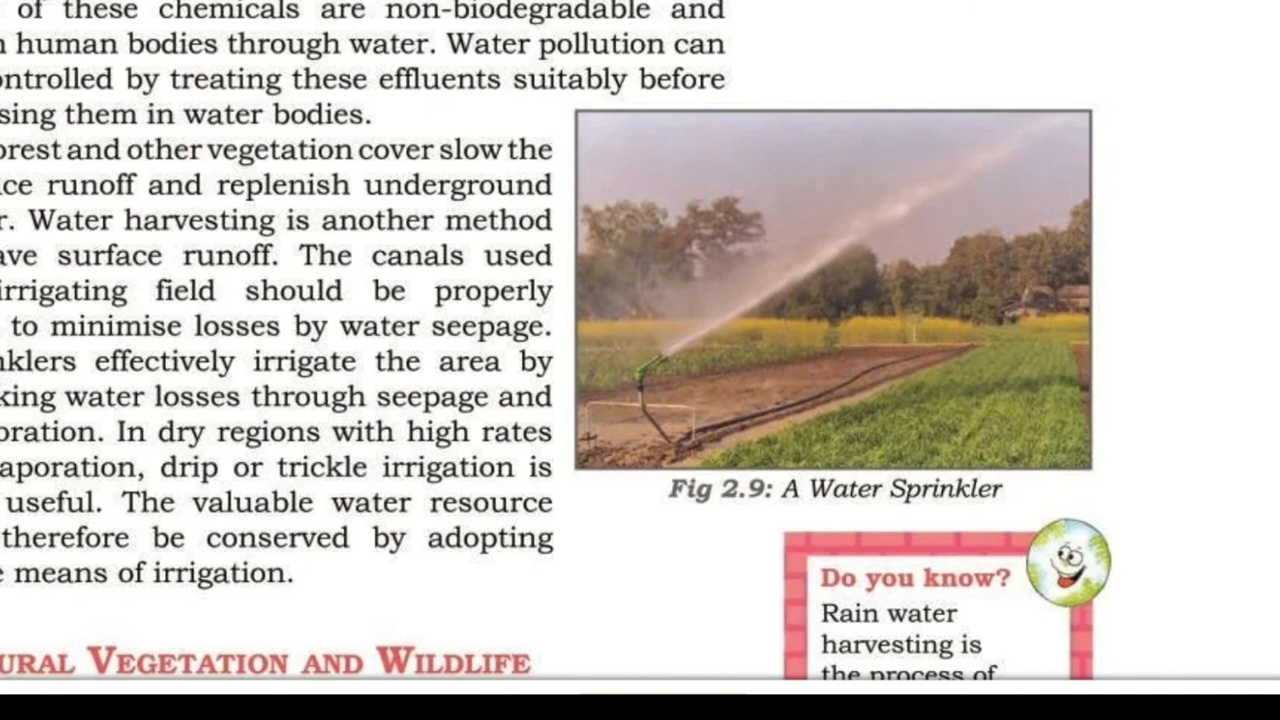 of these chemicals are non-biodegradable and
human bodies through water. Water pollution can
ontrolled by treating these effluents suitably before
sing them in water bodies.
orest and other vegetation cover slow the
ce runoff and replenish underground
r. Water harvesting is another method
ave surface runoff. The canals used
irrigating field should be properly
to minimise losses by water seepage.
nklers effectively irrigate the area by
king water losses through seepage and
oration. In dry regions with high rates
aporation, drip or trickle irrigation is
useful. The valuable water resource
therefore be conserved by adopting
e means of irrigation.
Fig 2.9: A Water Sprinkler
Do you know?
Rain water
harvesting is
the process of
URAL VEGETATION AND WILDLIFE